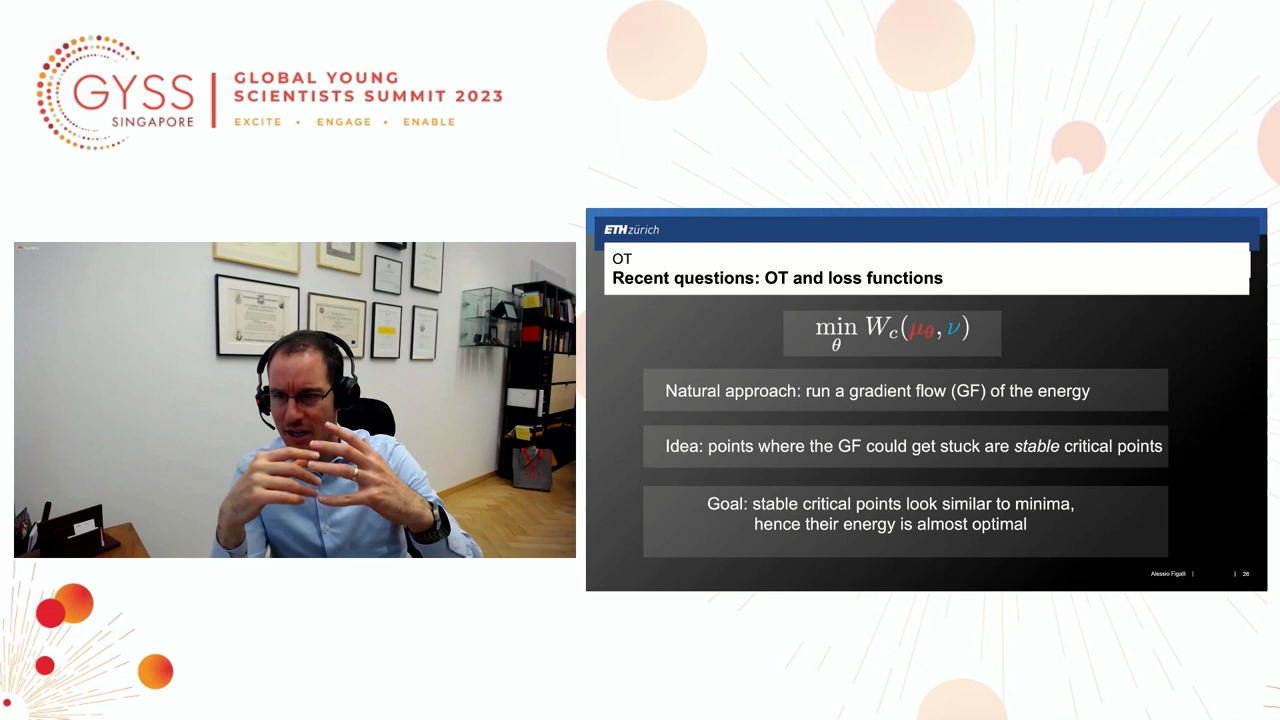 GYSS
SINGAPORE
GLOBAL YOUNG
SCIENTISTS SUMMIT 2023
EXCITE • ENGAGE • ENABLE
ETH zürich
OT
Recent questions: OT and loss functions
min W_c(μ_θ, ν)
θ
Natural approach: run a gradient flow (GF) of the energy
Idea: points where the GF could get stuck are stable critical points
Goal: stable critical points look similar to minima,
hence their energy is almost optimal
Alessio Figalli | | 26